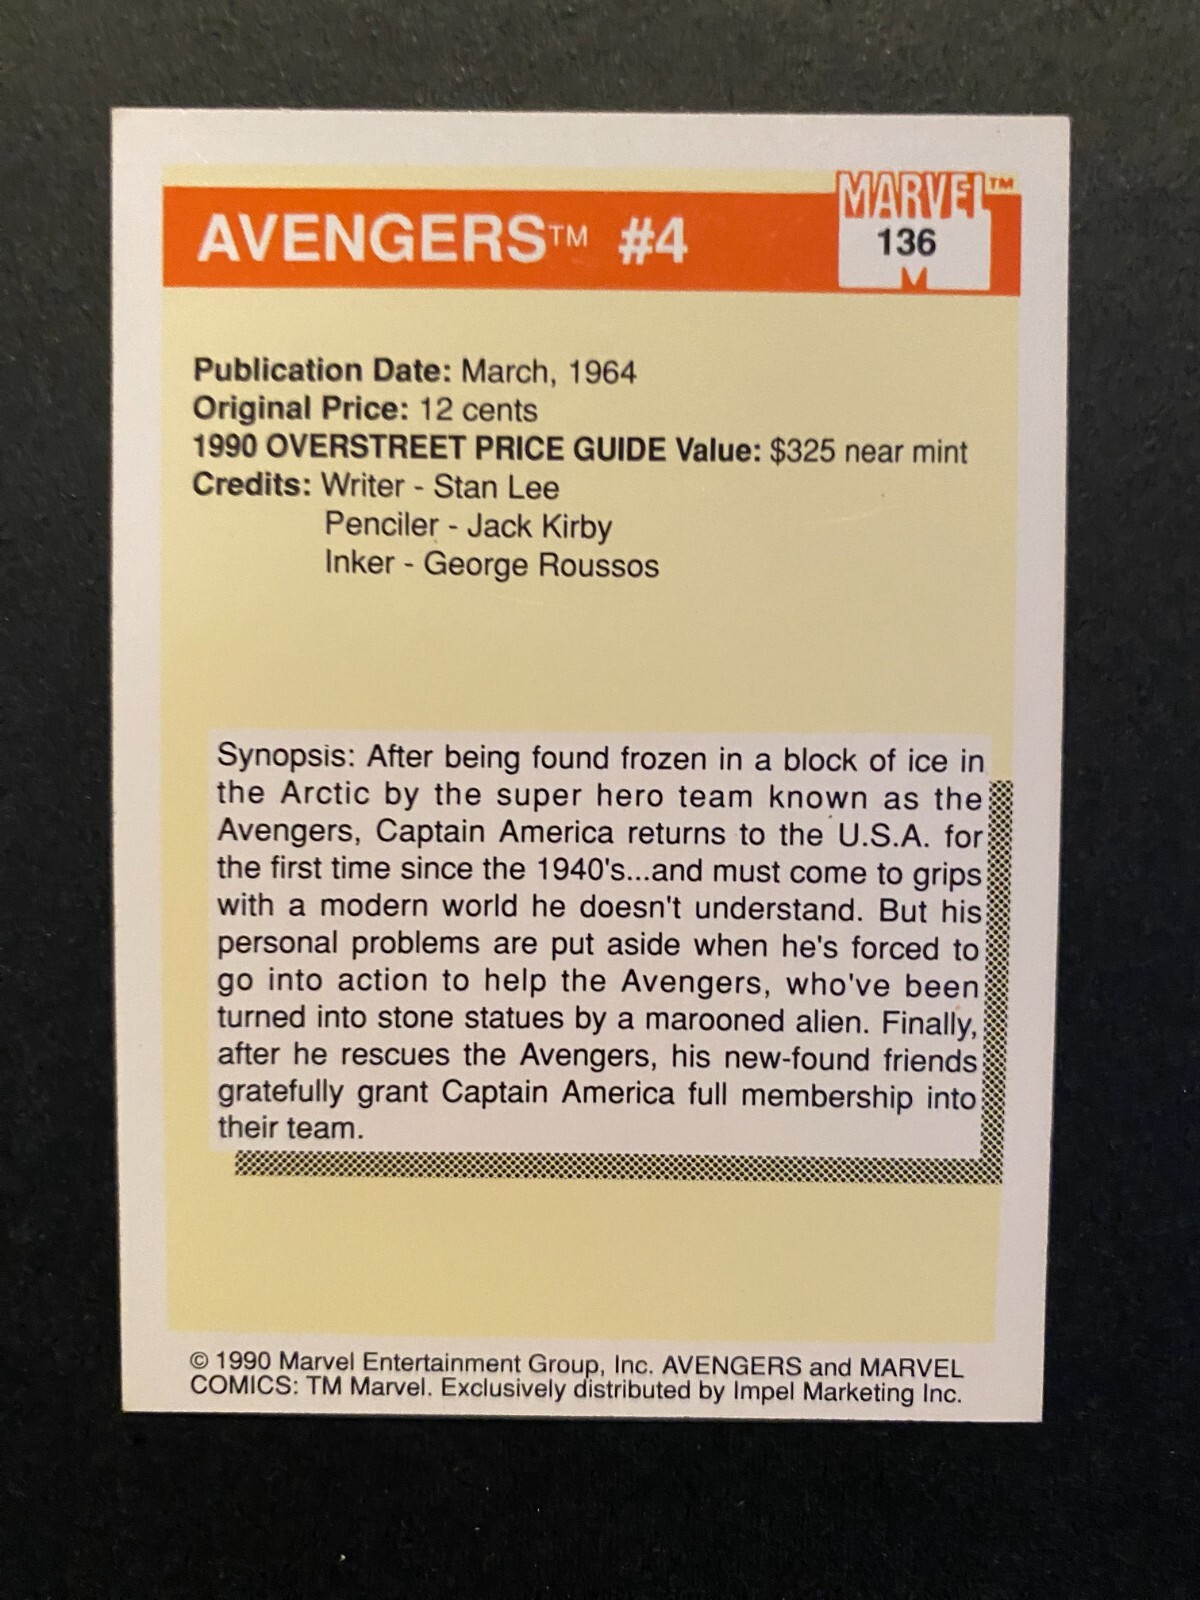 AVENGERS™ #4
MARVEL™
136
Publication Date: March, 1964
Original Price: 12 cents
1990 OVERSTREET PRICE GUIDE Value: $325 near mint
Credits: Writer - Stan Lee
Penciler - Jack Kirby
Inker - George Roussos
Synopsis: After being found frozen in a block of ice in
the Arctic by the super hero team known as the
Avengers, Captain America returns to the U.S.A. for
the first time since the 1940's...and must come to grips
with a modern world he doesn't understand. But his
personal problems are put aside when he's forced to
go into action to help the Avengers, who've been
turned into stone statues by a marooned alien. Finally,
after he rescues the Avengers, his new-found friends
gratefully grant Captain America full membership into
their team.
© 1990 Marvel Entertainment Group, Inc. AVENGERS and MARVEL
COMICS: TM Marvel. Exclusively distributed by Impel Marketing Inc.